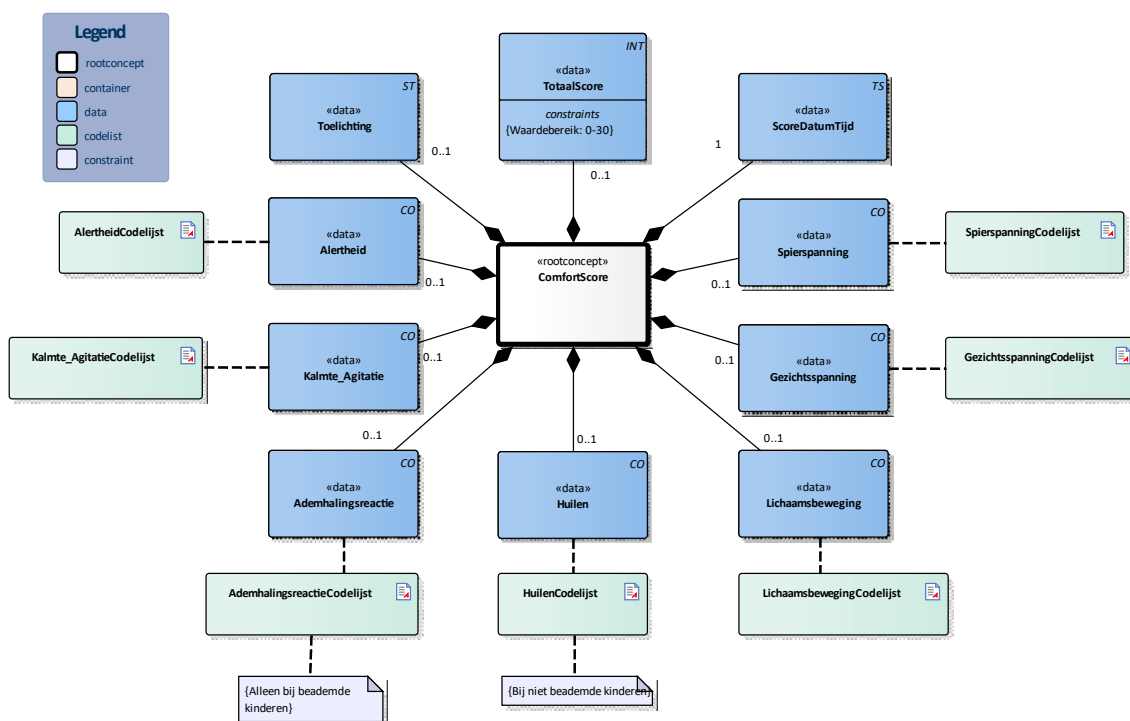 Legend
rootconcept
container
data
codelist
constraint
INT
«data»
TotaalScore
constraints
{Waardebereik: 0-30}
0..1
ST
«data»
Toelichting
0..1
TS
«data»
ScoreDatumTijd
1
AlertheidCodelijst
CO
«data»
Alertheid
0..1
«rootconcept»
ComfortScore
CO
«data»
Spierspanning
0..1
SpierspanningCodelijst
Kalmte_AgitatieCodelijst
CO
«data»
Kalmte_Agitatie
0..1
CO
«data»
Gezichtsspanning
0..1
GezichtsspanningCodelijst
0..1
CO
«data»
Ademhalingsreactie
0..1
CO
«data»
Huilen
0..1
CO
«data»
Lichaamsbeweging
AdemhalingsreactieCodelijst
HuilenCodelijst
LichaamsbewegingCodelijst
{Alleen bij beademde
kinderen}
{Bij niet beademde kinderen}